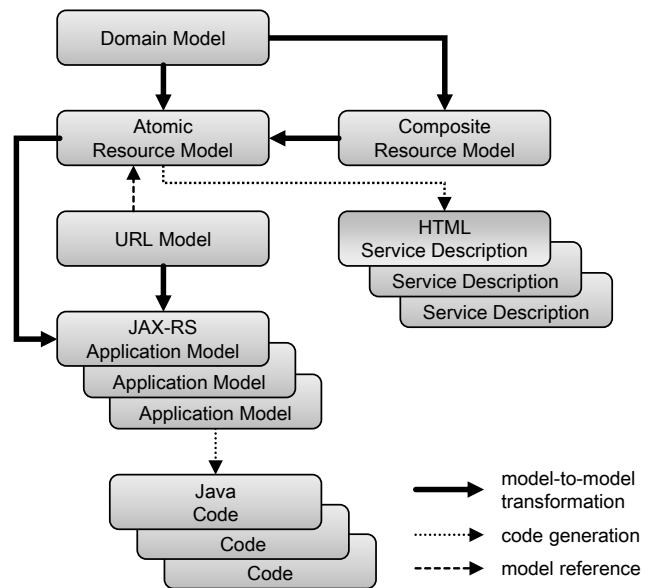 Domain Model
Atomic
Resource Model
Composite
Resource Model
URL Model
HTML
Service Description
Service Description
Service Description
JAX-RS
Application Model
Application Model
Application Model
Java
Code
Code
Code
model-to-model
transformation
code generation
model reference